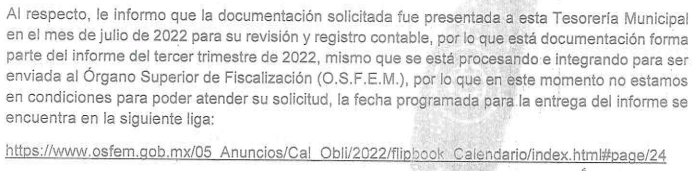 Al respecto, le informo que la documentación solicitada fue presentada a esta Tesorería Municipal
en el mes de julio de 2022 para su revisión y registro contable, por lo que está documentación forma
parte del informe del tercer trimestre de 2022, mismo que se está procesando e integrando para ser
enviada al Órgano Superior de Fiscalización (O.S.F.E.M.), por lo que en este momento no estamos
en condiciones para poder atender su solicitud, la fecha programada para la entrega del informe se
encuentra en la siguiente liga:
https://www.osfem.gob.mx/05_Anuncios/Cal_Obli/2022/flipbook_Calendario/index.html#page/24